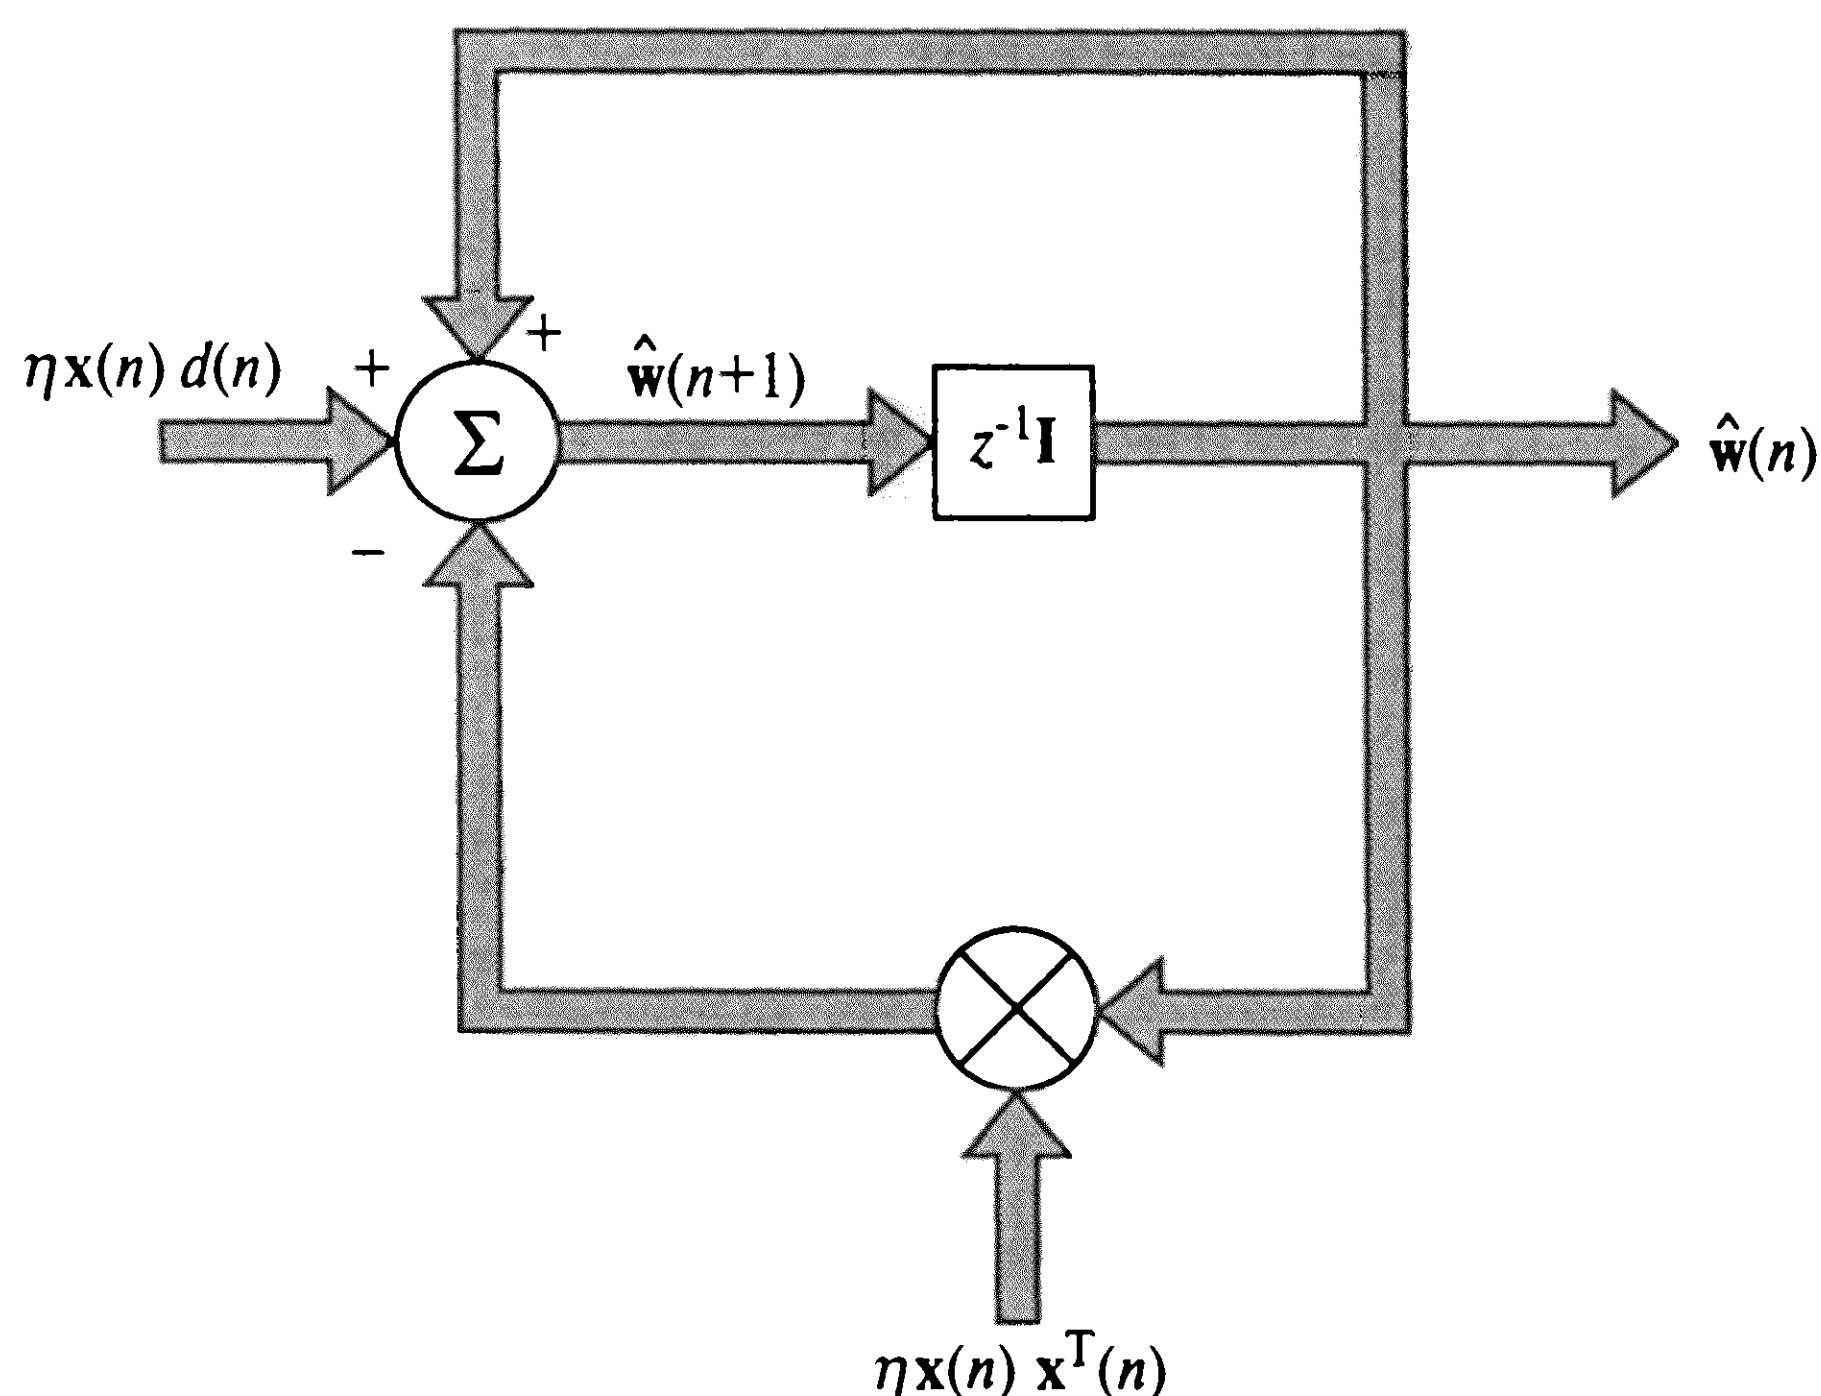 +
η𝐱(n) d(n) + ŵ(n+1)
Σ z⁻¹𝐈 ŵ(n)
−
η𝐱(n) 𝐱ᵀ(n)